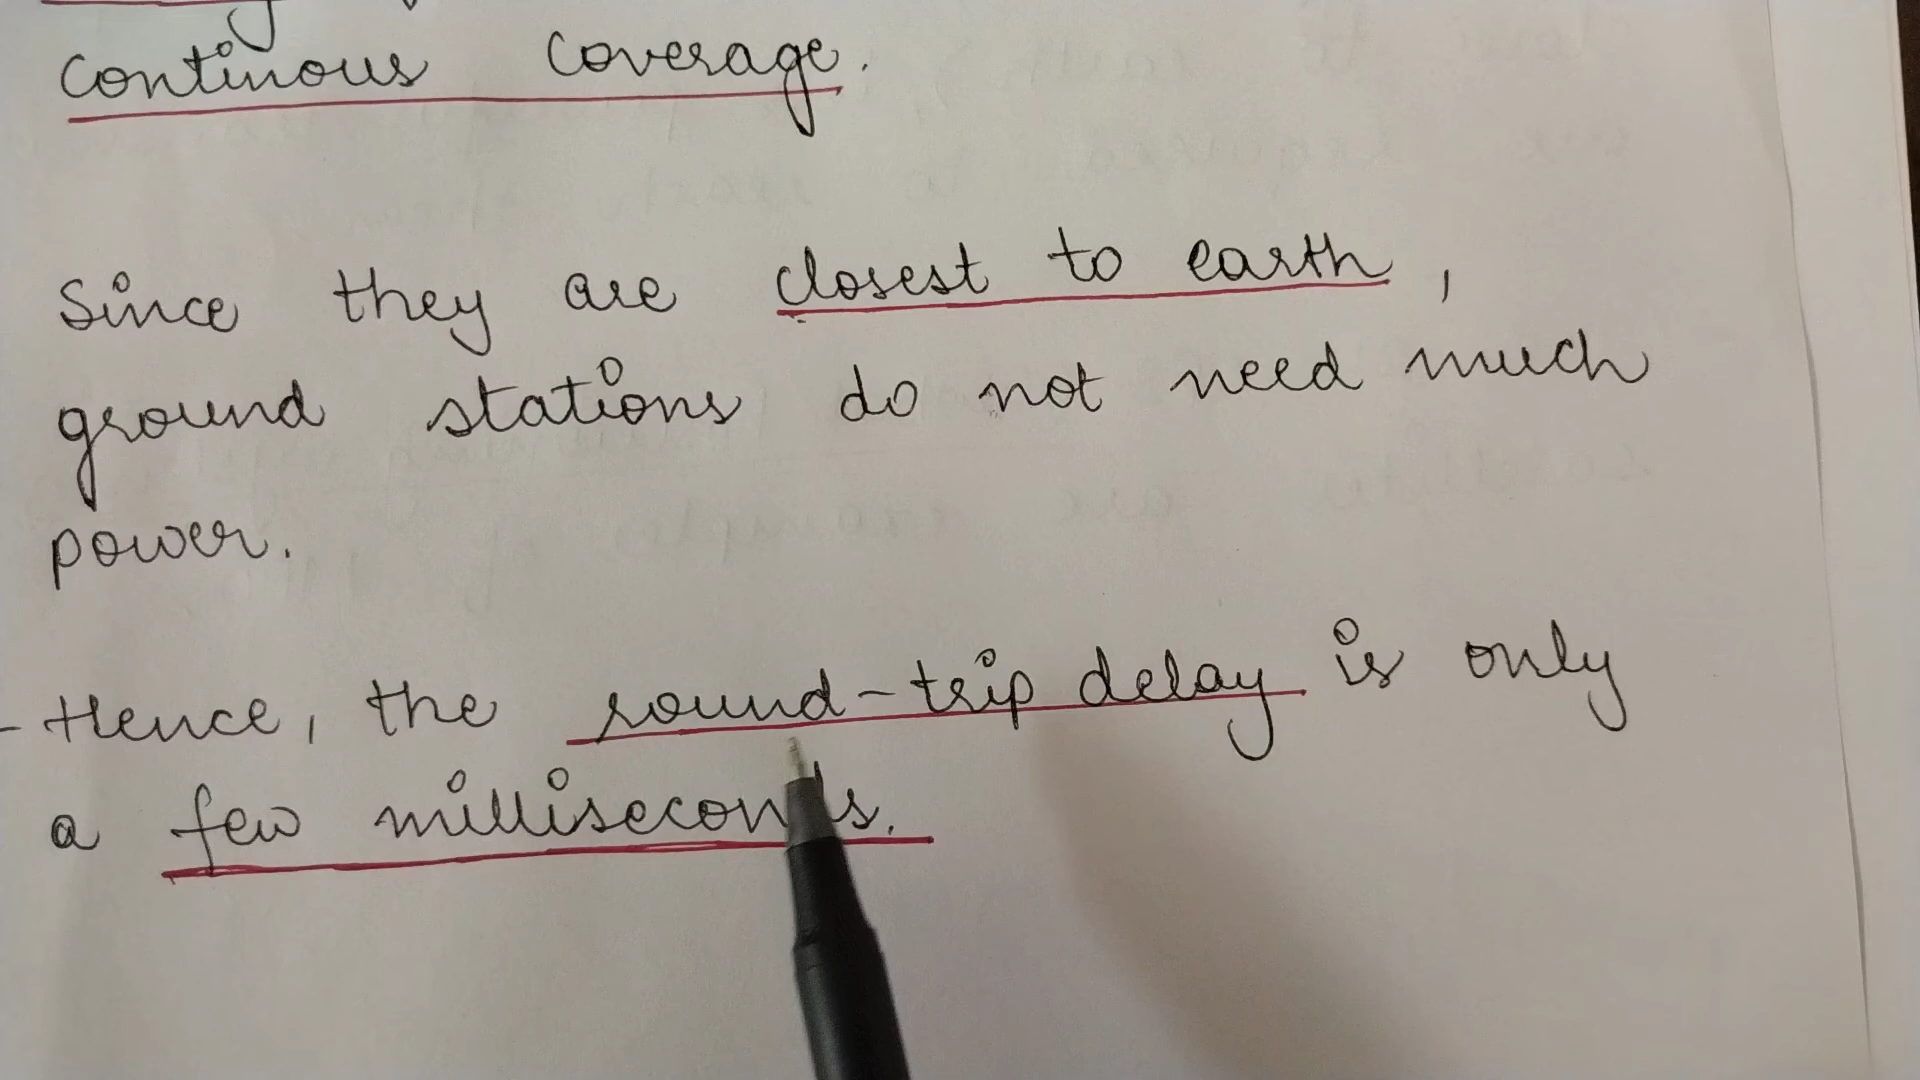 continous coverage.
Since they are closest to earth,
ground stations do not need much
power.
- Hence, the round-trip delay is only
a few milliseconds.